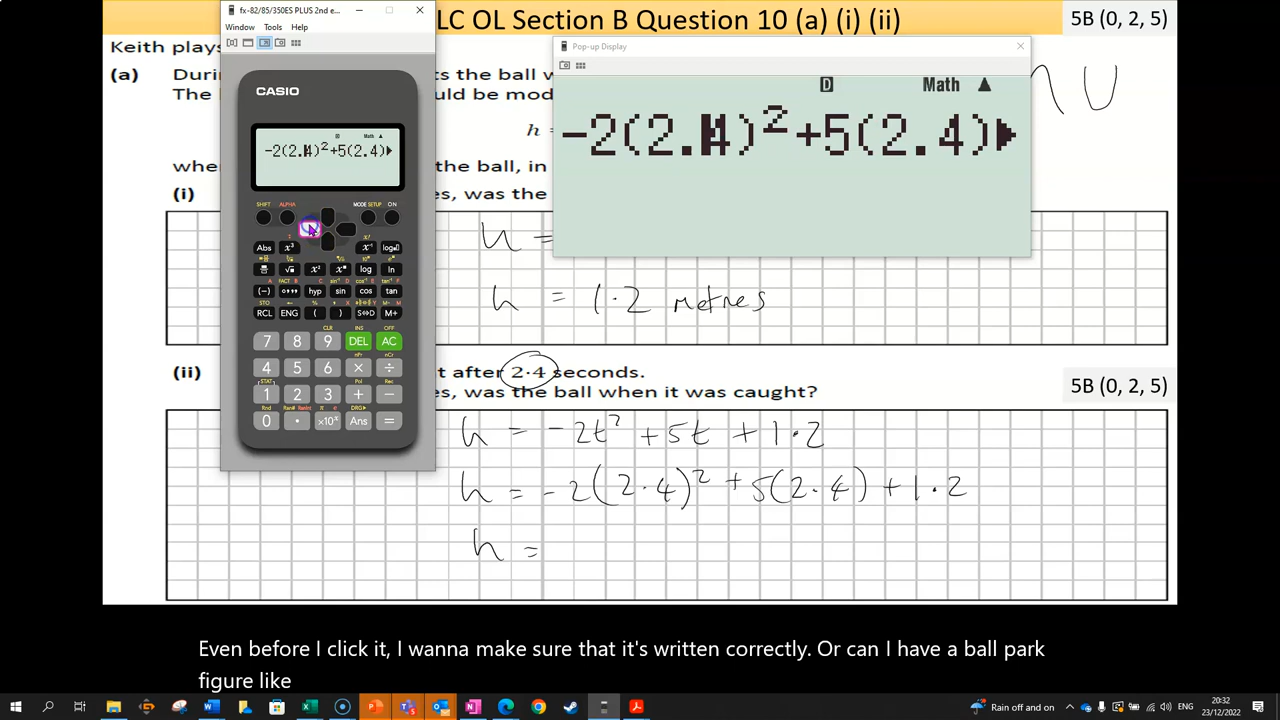 fx-82/85/350ES PLUS 2nd e...
LC OL Section B Question 10 (a) (i) (ii)
5B (0, 2, 5)
Window Tools Help
Keith plays
Pop-up Display
(a) Durin
ts the ball w
The
uld be mod
CASIO
D Math ▲
-2(2.4)²+5(2.4)
h =
D Math ▲
-2(2.4)²+5(2.4)
whe
the ball, in
(i)
es, was the
h =
h = 1.2 metres
SHIFT ALPHA MODE SETUP ON
Abs x³ x⁻¹ log
√ x² x^ log ln
(-) hyp sin cos tan
RCL ENG ( ) S⇔D M+
7 8 9 DEL AC
4 5 6 × ÷
1 2 3 + -
0 . ×10ˣ Ans =
(ii)
t after 2.4 seconds.
es, was the ball when it was caught?
5B (0, 2, 5)
h = -2t² + 5t + 1.2
h = -2(2.4)² + 5(2.4) + 1.2
h =
Even before I click it, I wanna make sure that it's written correctly. Or can I have a ball park
figure like
Rain off and on
ENG
20:32
23/12/2022